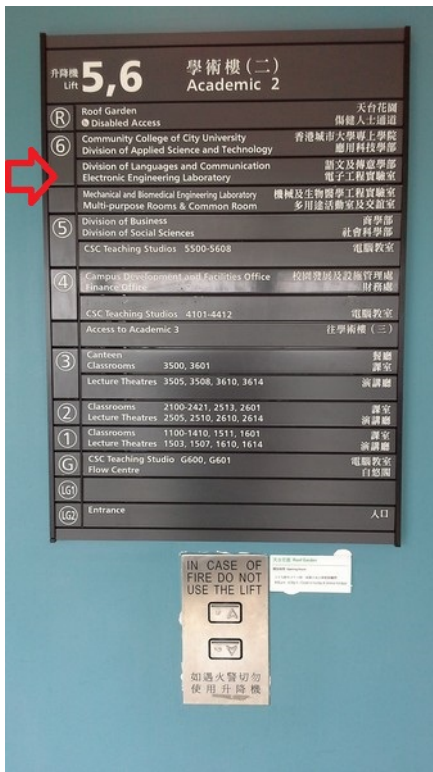 升降機 Lift 5,6 學術樓(二)
Academic 2
R Roof Garden 天台花園
Disabled Access 傷健人士通道
6 Community College of City University 香港城市大學專上學院
Division of Applied Science and Technology 應用科技學部
Division of Languages and Communication 語文及傳意學部
Electronic Engineering Laboratory 電子工程實驗室
Mechanical and Biomedical Engineering Laboratory 機械及生物醫學工程實驗室
Multi-purpose Rooms & Common Room 多用途活動室及交誼室
5 Division of Business 商學部
Division of Social Sciences 社會科學部
CSC Teaching Studios 5500-5608 電腦教室
4 Campus Development and Facilities Office 校園發展及設施管理處
Finance Office 財務處
CSC Teaching Studios 4101-4412 電腦教室
Access to Academic 3 往學術樓(三)
3 Canteen 餐廳
Classrooms 3500, 3601 課室
Lecture Theatres 3505, 3508, 3610, 3614 演講廳
2 Classrooms 2100-2421, 2513, 2601 課室
Lecture Theatres 2505, 2510, 2610, 2614 演講廳
1 Classrooms 1100-1410, 1511, 1601 課室
Lecture Theatres 1503, 1507, 1610, 1614 演講廳
G CSC Teaching Studio G600, G601 電腦教室
Flow Centre 自悠閣
LG1
LG2 Entrance 入口
IN CASE OF
FIRE DO NOT
USE THE LIFT
如遇火警切勿
使用升降機
天台花園 Roof Garden